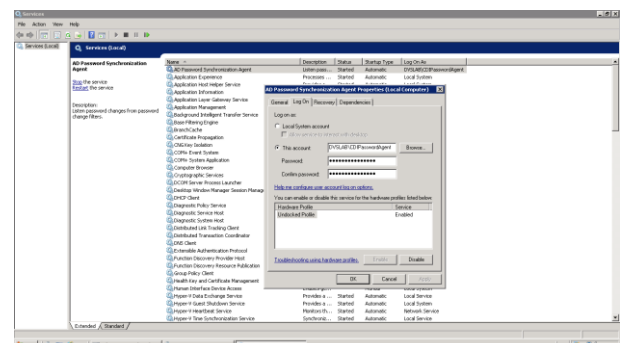 Services
File Action View Help
Services (Local)
Services (Local)
AD Password Synchronization Agent
Stop the service
Restart the service
Description:
Listen password changes from password change filters.
Name Description Status Startup Type Log On As
AD Password Synchronization Agent Listen pass... Started Automatic
Application Experience Processes ... Started Automatic Local System
Application Host Helper Service
Application Information
Application Layer Gateway Service
Application Management
Background Intelligent Transfer Service
Base Filtering Engine
BranchCache
Certificate Propagation
CNG Key Isolation
COM+ Event System
COM+ System Application
Computer Browser
Cryptographic Services
DCOM Server Process Launcher
Desktop Window Manager Session Manag
DHCP Client
Diagnostic Policy Service
Diagnostic Service Host
Diagnostic System Host
Distributed Link Tracking Client
Distributed Transaction Coordinator
DNS Client
Extensible Authentication Protocol
Function Discovery Provider Host
Function Discovery Resource Publication
Group Policy Client
Health Key and Certificate Management
Human Interface Device Access
Hyper-V Data Exchange Service Provides a ... Started Automatic Local Service
Hyper-V Guest Shutdown Service Provides a ... Started Automatic Local System
Hyper-V Heartbeat Service Monitors th... Started Automatic Network Service
Hyper-V Time Synchronization Service Synchroniz... Started Automatic Local Service
Extended Standard
AD Password Synchronization Agent Properties (Local Computer)
General Log On Recovery Dependencies
Log on as:
Local System account
Allow service to interact with desktop
This account: Browse...
Password:
Confirm password:
Help me configure user account log on options.
You can enable or disable this service for the hardware profiles listed below:
Hardware Profile Service
Undocked Profile Enabled
Troubleshooting using hardware profiles. Enable Disable
OK Cancel Apply